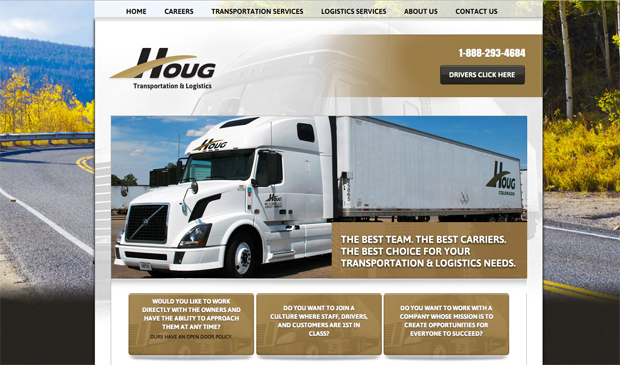 HOME CAREERS TRANSPORTATION SERVICES LOGISTICS SERVICES ABOUT US CONTACT US
HOUG
Transportation & Logistics
1-888-293-4684
DRIVERS CLICK HERE
HOUG
HOUG
COLORADO
HOUG
THE BEST TEAM. THE BEST CARRIERS.
THE BEST CHOICE FOR YOUR
TRANSPORTATION & LOGISTICS NEEDS.
WOULD YOU LIKE TO WORK
DIRECTLY WITH THE OWNERS AND
HAVE THE ABILITY TO APPROACH
THEM AT ANY TIME?
OURS HAVE AN OPEN DOOR POLICY.
DO YOU WANT TO JOIN A
CULTURE WHERE STAFF, DRIVERS,
AND CUSTOMERS ARE 1ST IN
CLASS?
DO YOU WANT TO WORK WITH A
COMPANY WHOSE MISSION IS TO
CREATE OPPORTUNITIES FOR
EVERYONE TO SUCCEED?